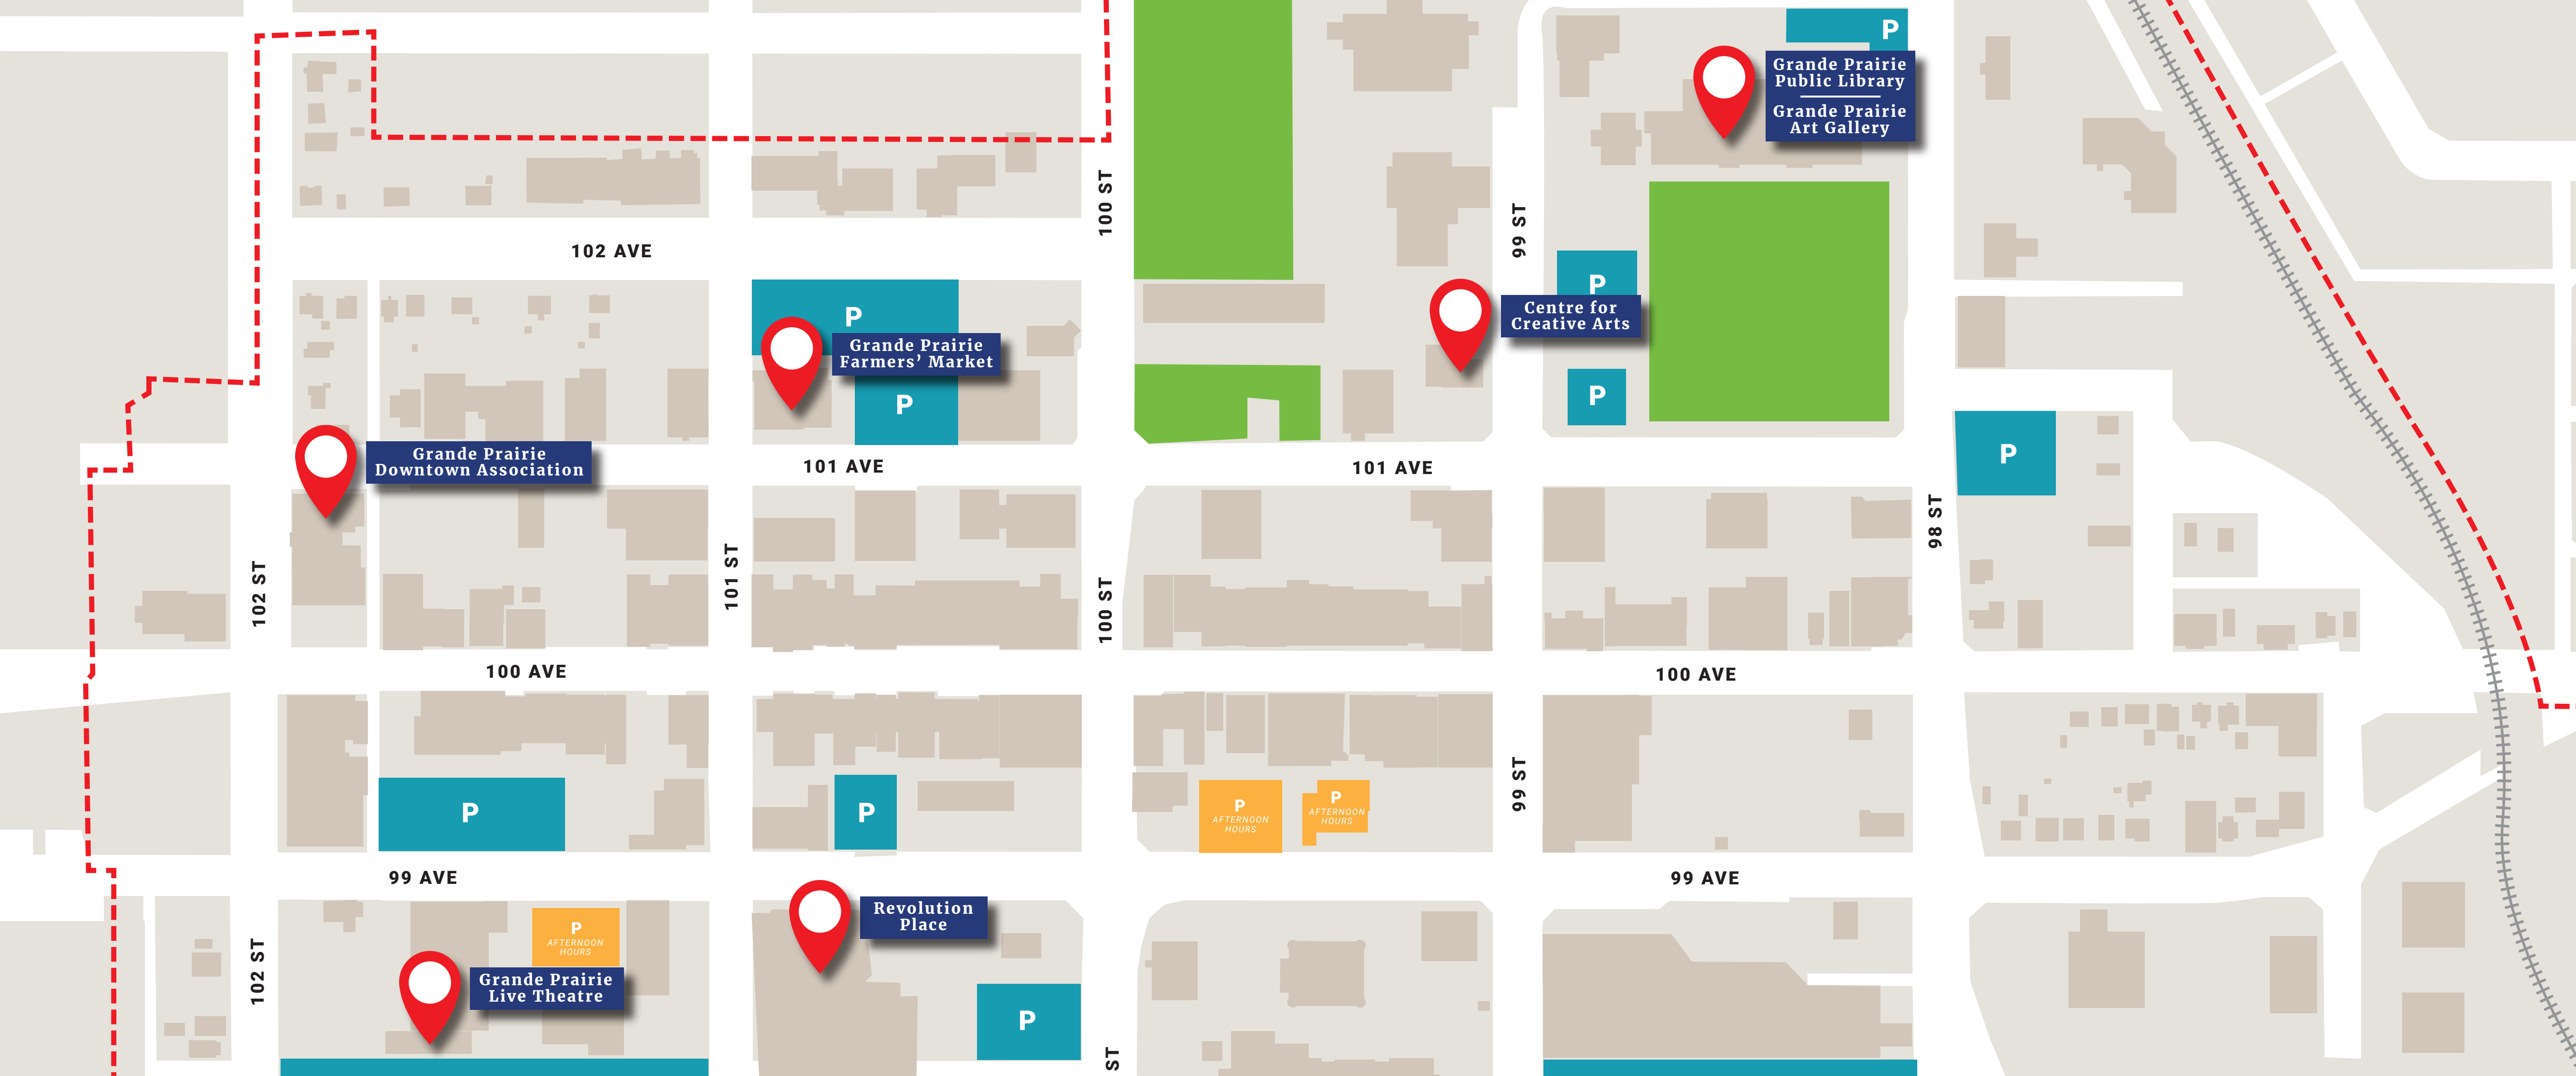 P
Grande Prairie
Public Library
Grande Prairie
Art Gallery
100 ST
99 ST
102 AVE
P
Centre for
Creative Arts
P
P
Grande Prairie
Farmers' Market
P
P
Grande Prairie
Downtown Association
101 AVE
101 AVE
98 ST
102 ST
101 ST
100 ST
100 AVE
100 AVE
99 ST
P
P
P
AFTERNOON
HOURS
P
AFTERNOON
HOURS
99 AVE
99 AVE
Revolution
Place
P
AFTERNOON
HOURS
102 ST
Grande Prairie
Live Theatre
P
ST